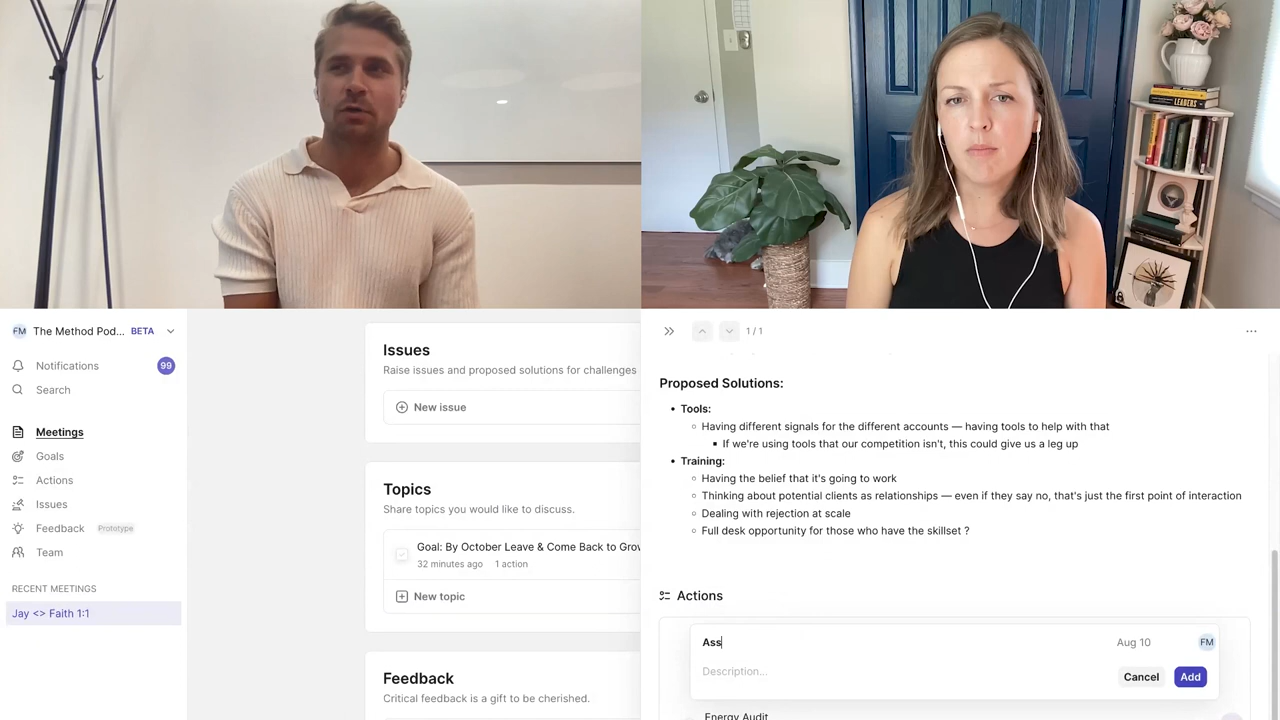 LEADERS
FM The Method Pod... BETA
Notifications 99
Search
Meetings
Goals
Actions
Issues
Feedback Prototype
Team
RECENT MEETINGS
Jay <> Faith 1:1
Issues
Raise issues and proposed solutions for challenges
New issue
Topics
Share topics you would like to discuss.
Goal: By October Leave & Come Back to Grow
32 minutes ago 1 action
New topic
Feedback
Critical feedback is a gift to be cherished.
1 / 1
Proposed Solutions:
Tools:
Having different signals for the different accounts — having tools to help with that
If we're using tools that our competition isn't, this could give us a leg up
Training:
Having the belief that it's going to work
Thinking about potential clients as relationships — even if they say no, that's just the first point of interaction
Dealing with rejection at scale
Full desk opportunity for those who have the skillset ?
Actions
Ass Aug 10 FM
Description...
Cancel Add
Energy Audit